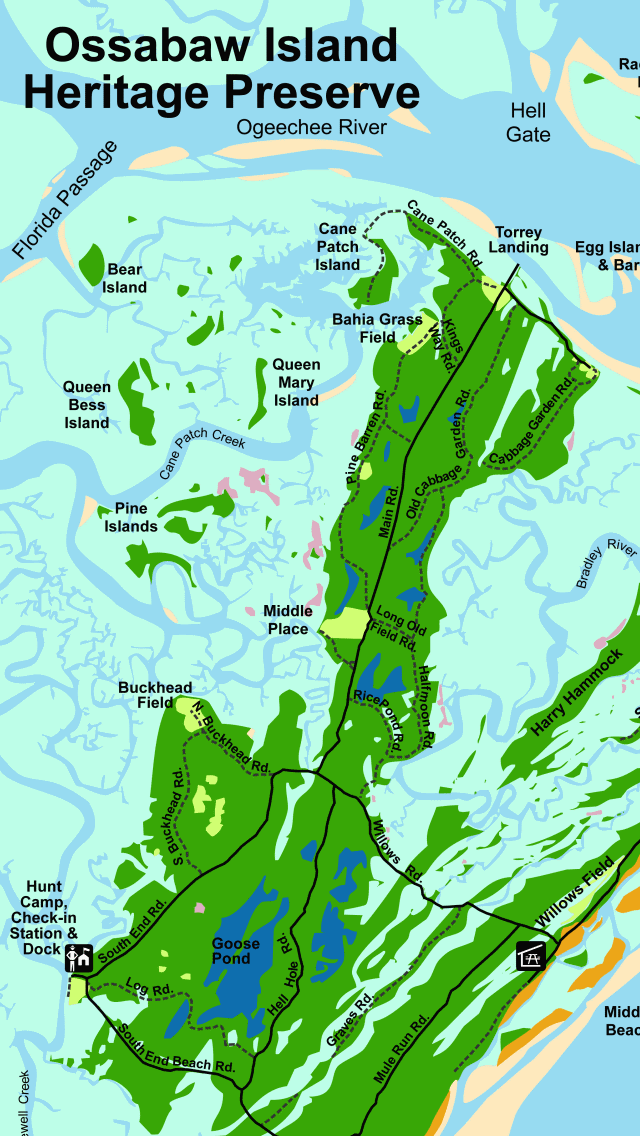 Ossabaw Island
Heritage Preserve
Ogeechee River
Hell
Gate
Florida Passage
Cane
Patch
Island
Cane Patch Rd.
Torrey
Landing
Egg Islan
& Bar
Bear
Island
Bahia Grass
Field
Kings
Way Rd.
Queen
Mary
Island
Queen
Bess
Island
Cane Patch Creek
Pine Barren Rd.
Main Rd.
Old Cabbage Garden Rd.
Cabbage Garden Rd.
Pine
Islands
Bradley River
Middle
Place
Long Old
Field Rd.
Halfmoon Rd.
Rice Pond Rd.
Harry Hammock
Buckhead
Field
N. Buckhead Rd.
S. Buckhead Rd.
Willows Rd.
Willows Field
Hunt
Camp,
Check-in
Station &
Dock
South End Rd.
Goose
Pond
Hell Hole Rd.
Log Rd.
South End Beach Rd.
Graves Rd.
Mule Run Rd.
Midd
Beac
ewell Creek